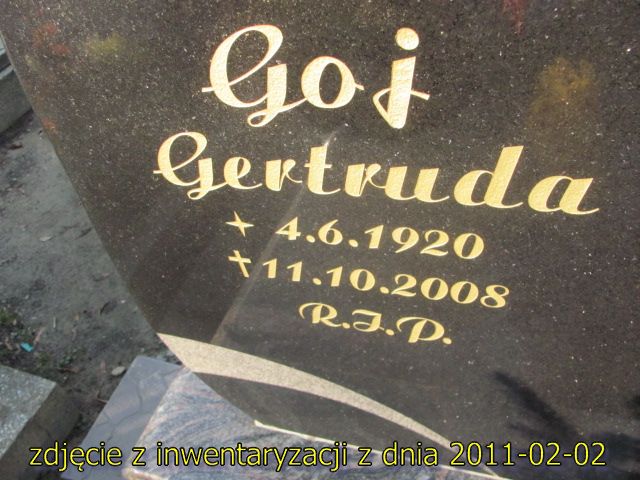 Goj
Gertruda
4.6.1920
11.10.2008
R.I.P.
zdjęcie z inwentaryzacji z dnia 2011-02-02